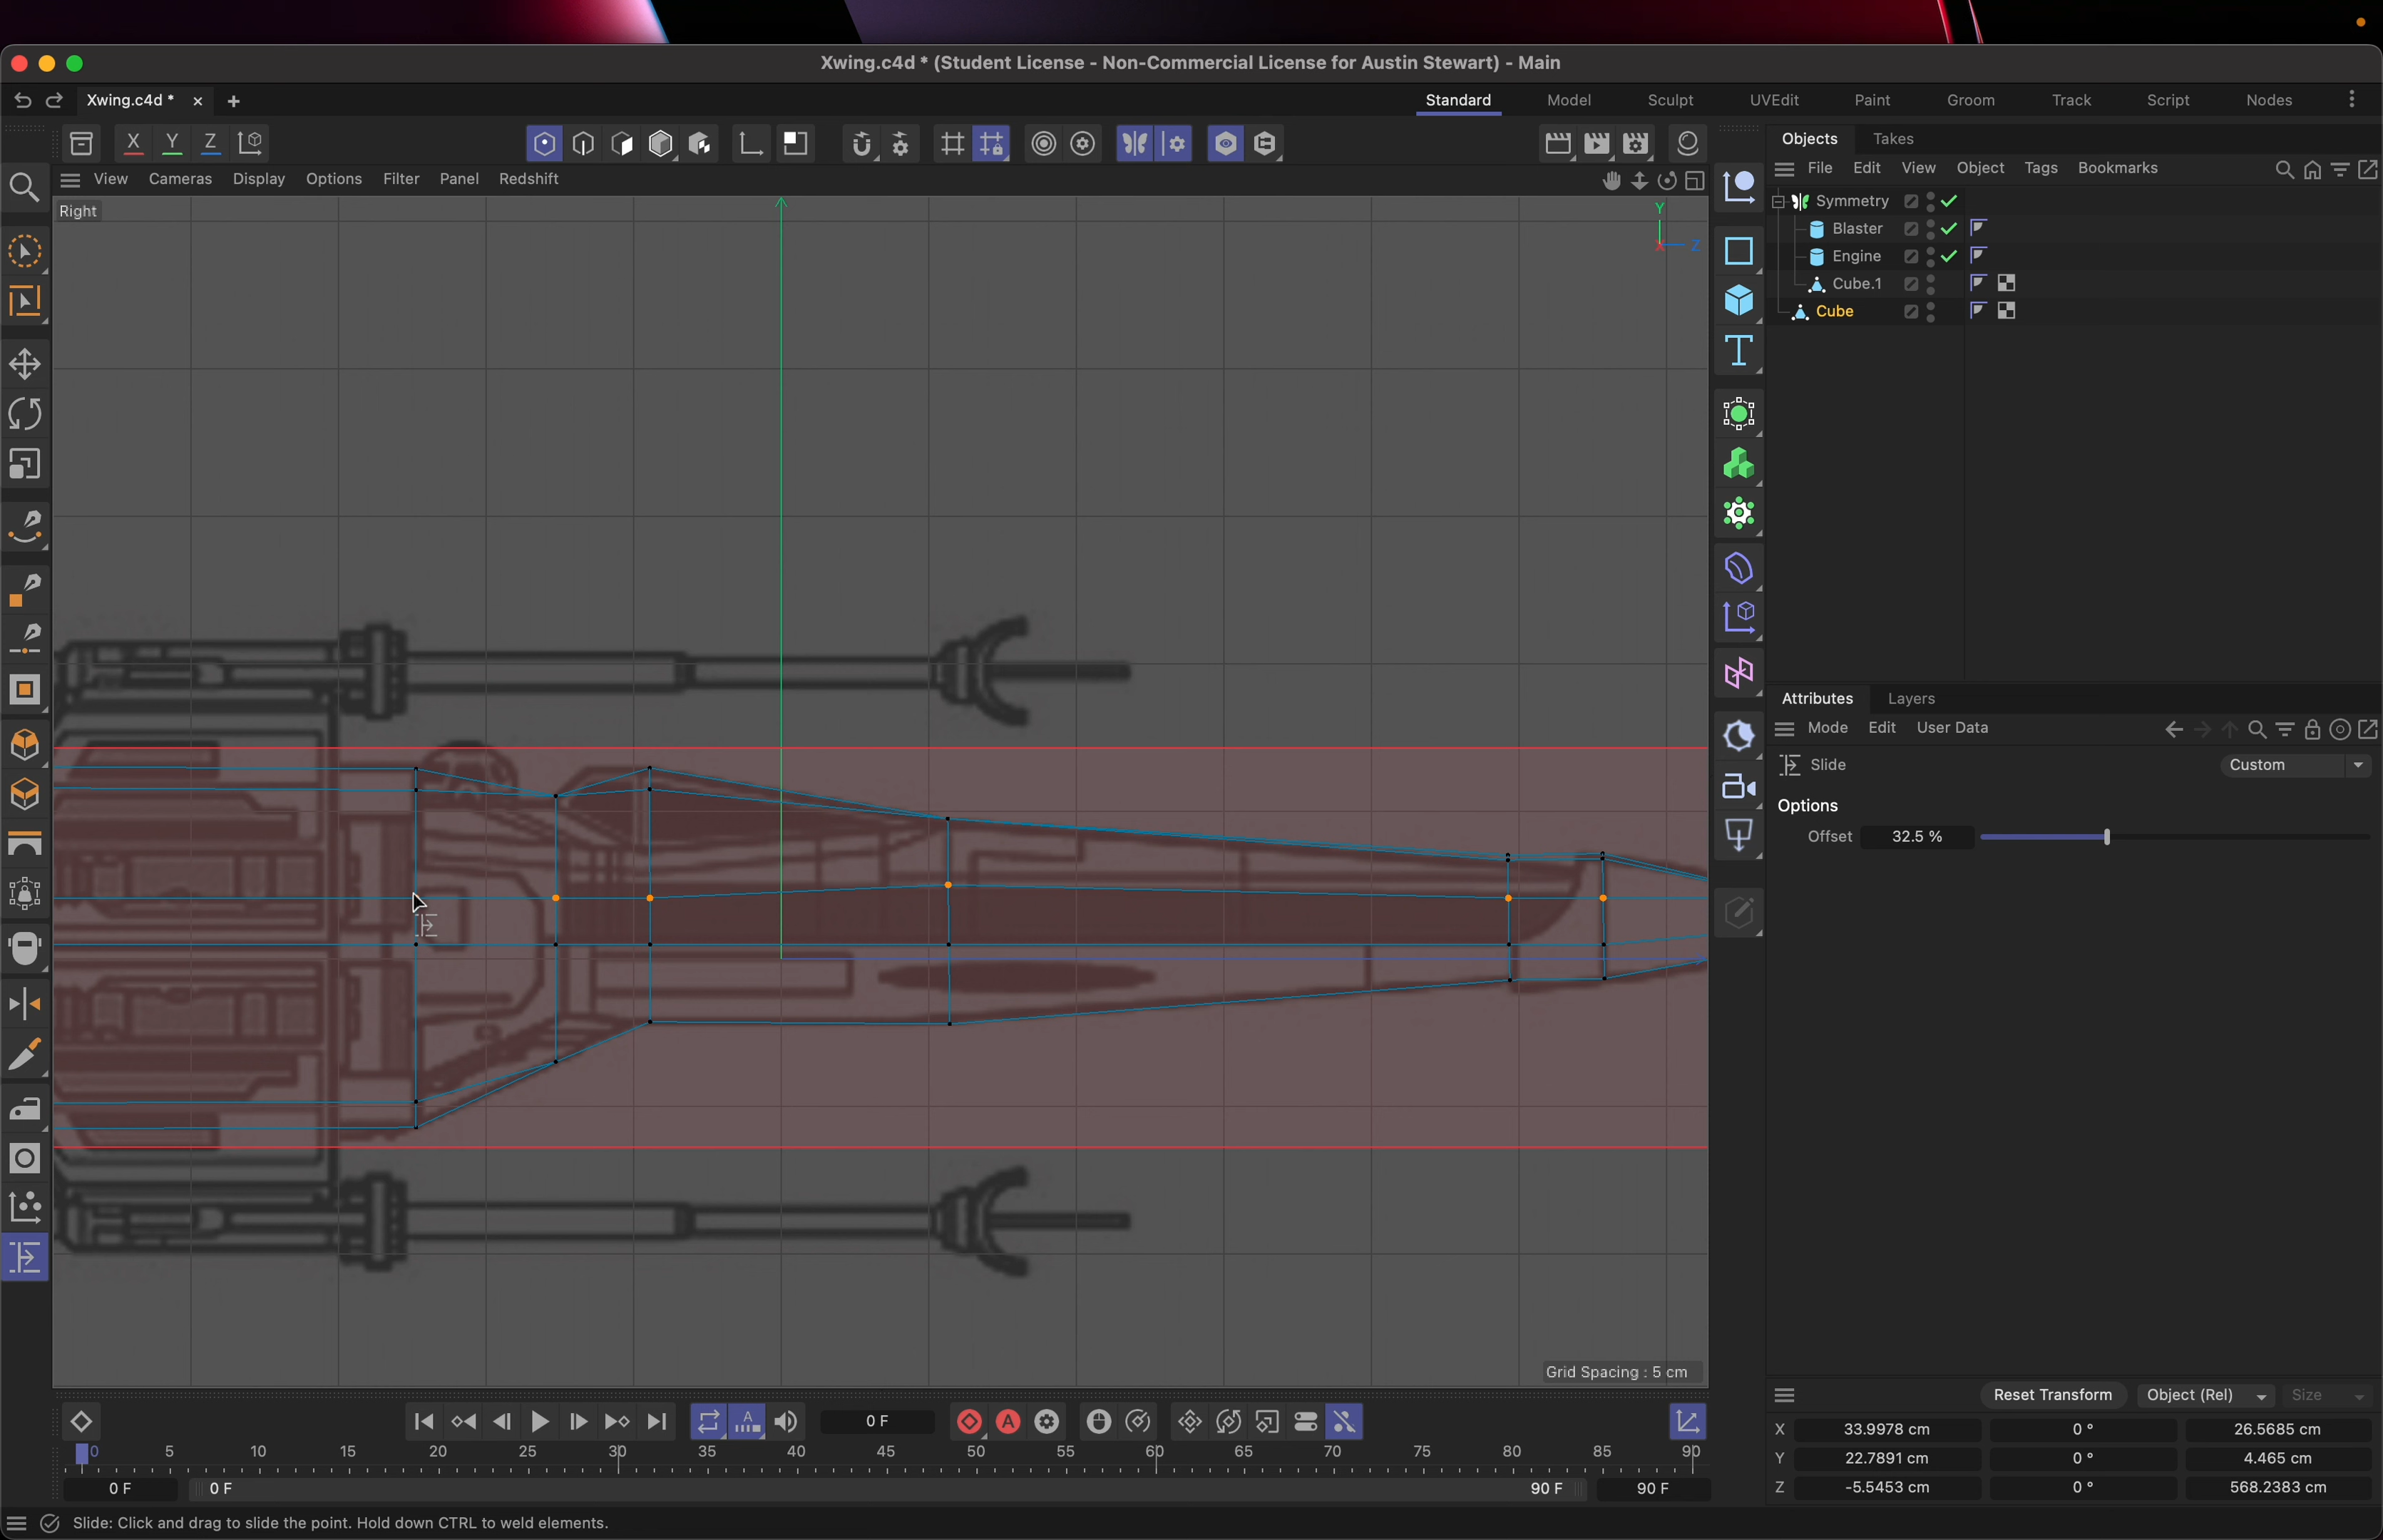 Xwing.c4d * (Student License - Non-Commercial License for Austin Stewart) - Main
Xwing.c4d *
Standard
Model
Sculpt
UVEdit
Paint
Groom
Track
Script
Nodes
X Y Z
View Cameras Display Options Filter Panel Redshift
Right
Y
X Z
Grid Spacing : 5 cm
Objects Takes
File Edit View Object Tags Bookmarks
Symmetry
Blaster
Engine
Cube.1
Cube
Attributes Layers
Mode Edit User Data
Slide Custom
Options
Offset 32.5 %
Reset Transform Object (Rel) Size
X 33.9978 cm 0 ° 26.5685 cm
Y 22.7891 cm 0 ° 4.465 cm
Z -5.5453 cm 0 ° 568.2383 cm
0 F
0 5 10 15 20 25 30 35 40 45 50 55 60 65 70 75 80 85 90
0 F 0 F 90 F 90 F
Slide: Click and drag to slide the point. Hold down CTRL to weld elements.